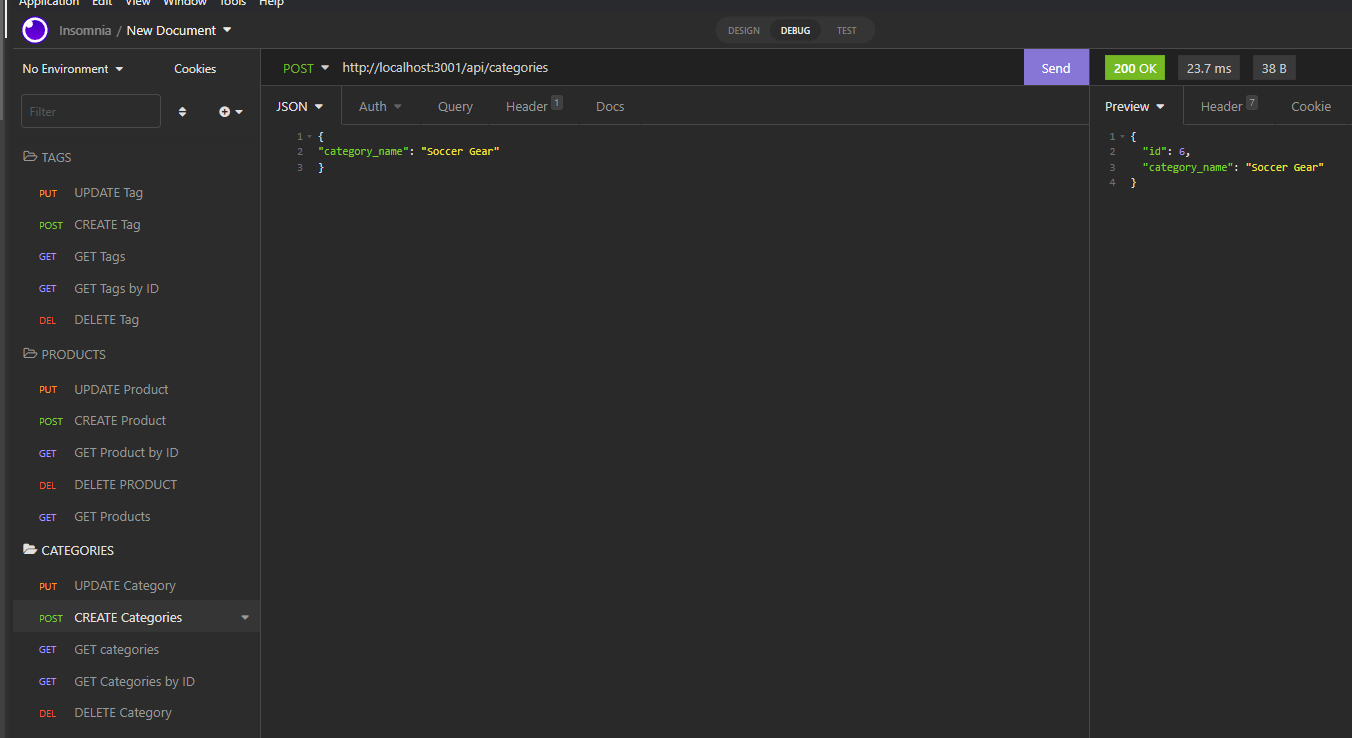 Application Edit View Window Tools Help
Insomnia / New Document
DESIGN DEBUG TEST
No Environment Cookies
POST http://localhost:3001/api/categories Send
200 OK 23.7 ms 38 B
Filter
JSON Auth Query Header 1 Docs
Preview Header 7 Cookie
1 {
2 "category_name": "Soccer Gear"
3 }
1 {
2 "id": 6,
3 "category_name": "Soccer Gear"
4 }
TAGS
PUT UPDATE Tag
POST CREATE Tag
GET GET Tags
GET GET Tags by ID
DEL DELETE Tag
PRODUCTS
PUT UPDATE Product
POST CREATE Product
GET GET Product by ID
DEL DELETE PRODUCT
GET GET Products
CATEGORIES
PUT UPDATE Category
POST CREATE Categories
GET GET categories
GET GET Categories by ID
DEL DELETE Category